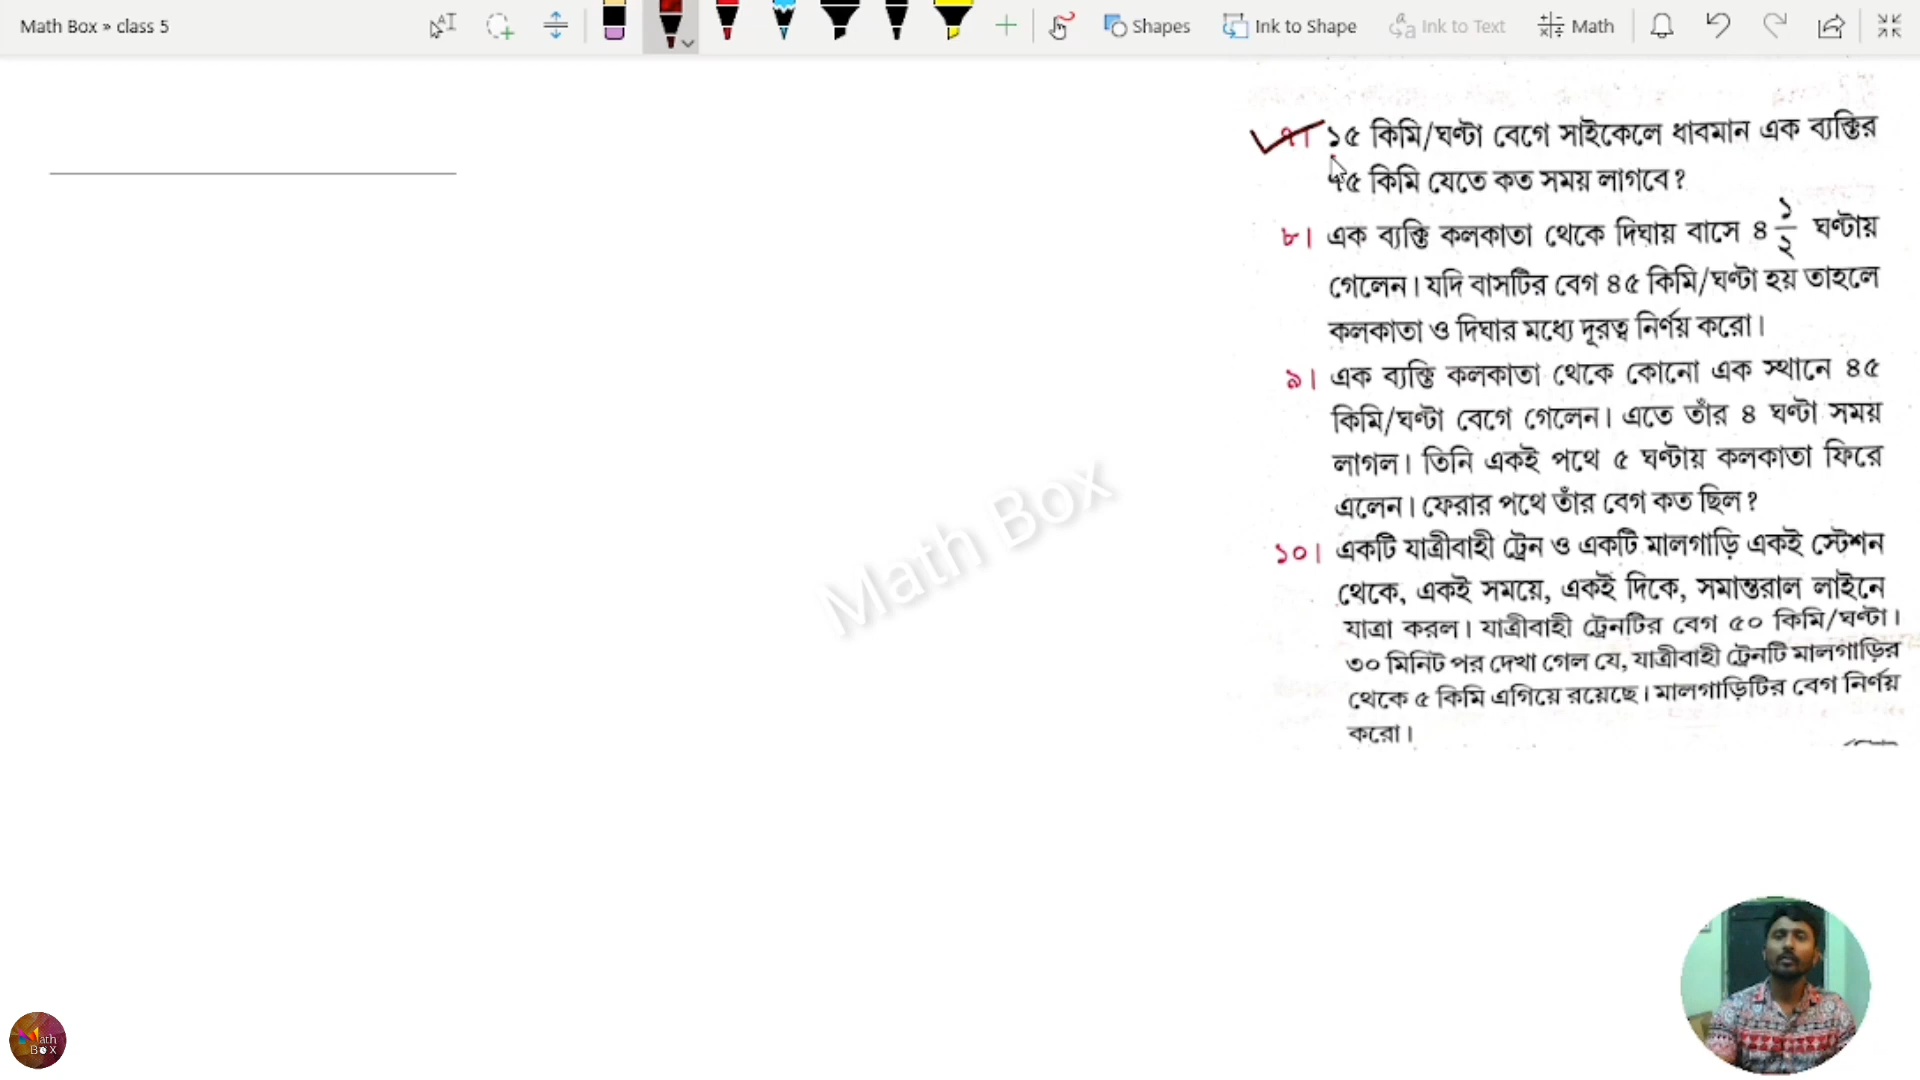 Math Box » class 5
Shapes
Ink to Shape
Ink to Text
Math
৭। ১৫ কিমি/ঘণ্টা বেগে সাইকেলে ধাবমান এক ব্যক্তির
৭৫ কিমি যেতে কত সময় লাগবে?
৮। এক ব্যক্তি কলকাতা থেকে দিঘায় বাসে ৪ ১/২ ঘণ্টায়
গেলেন। যদি বাসটির বেগ ৪৫ কিমি/ঘণ্টা হয় তাহলে
কলকাতা ও দিঘার মধ্যে দূরত্ব নির্ণয় করো।
৯। এক ব্যক্তি কলকাতা থেকে কোনো এক স্থানে ৪৫
কিমি/ঘণ্টা বেগে গেলেন। এতে তাঁর ৪ ঘণ্টা সময়
লাগল। তিনি একই পথে ৫ ঘণ্টায় কলকাতা ফিরে
এলেন। ফেরার পথে তাঁর বেগ কত ছিল?
১০। একটি যাত্রীবাহী ট্রেন ও একটি মালগাড়ি একই স্টেশন
থেকে, একই সময়ে, একই দিকে, সমান্তরাল লাইনে
যাত্রা করল। যাত্রীবাহী ট্রেনটির বেগ ৫০ কিমি/ঘণ্টা।
৩০ মিনিট পর দেখা গেল যে, যাত্রীবাহী ট্রেনটি মালগাড়ির
থেকে ৫ কিমি এগিয়ে রয়েছে। মালগাড়িটির বেগ নির্ণয়
করো।
Math Box
Math
Box